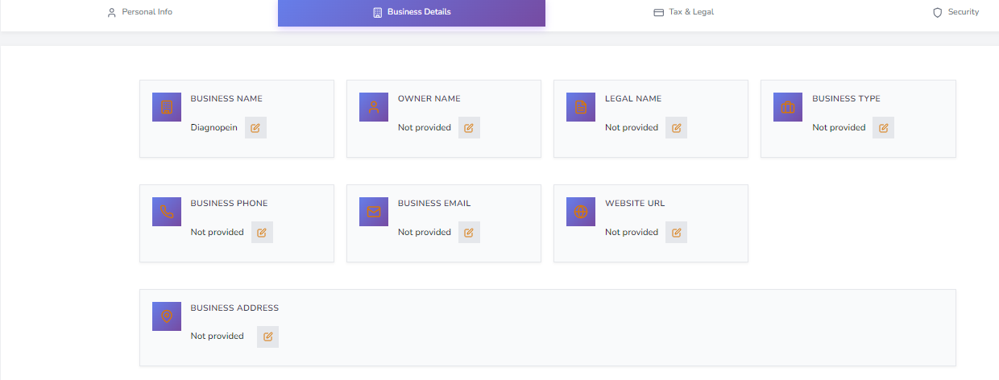 Personal Info
Business Details
Tax & Legal
Security
BUSINESS NAME
Diagnopein
OWNER NAME
Not provided
LEGAL NAME
Not provided
BUSINESS TYPE
Not provided
BUSINESS PHONE
Not provided
BUSINESS EMAIL
Not provided
WEBSITE URL
Not provided
BUSINESS ADDRESS
Not provided